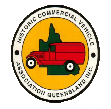 HISTORIC COMMERCIAL VEHICLE
ASSOCIATION QUEENSLAND INC.